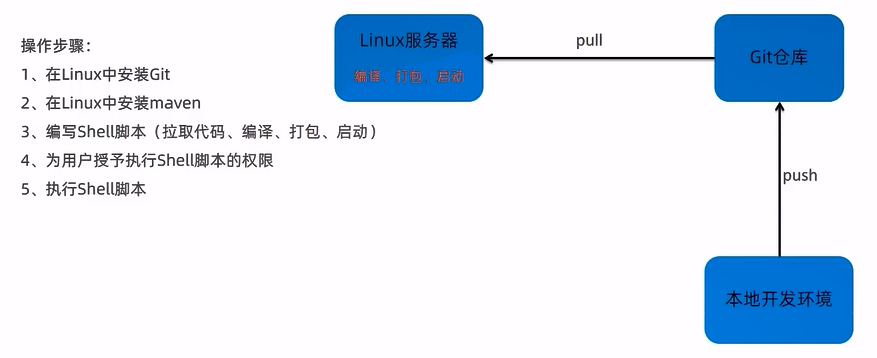 操作步骤：
1、在Linux中安装Git
2、在Linux中安装maven
3、编写Shell脚本（拉取代码、编译、打包、启动）
4、为用户授予执行Shell脚本的权限
5、执行Shell脚本
Linux服务器
编译、打包、启动
pull
Git仓库
push
本地开发环境